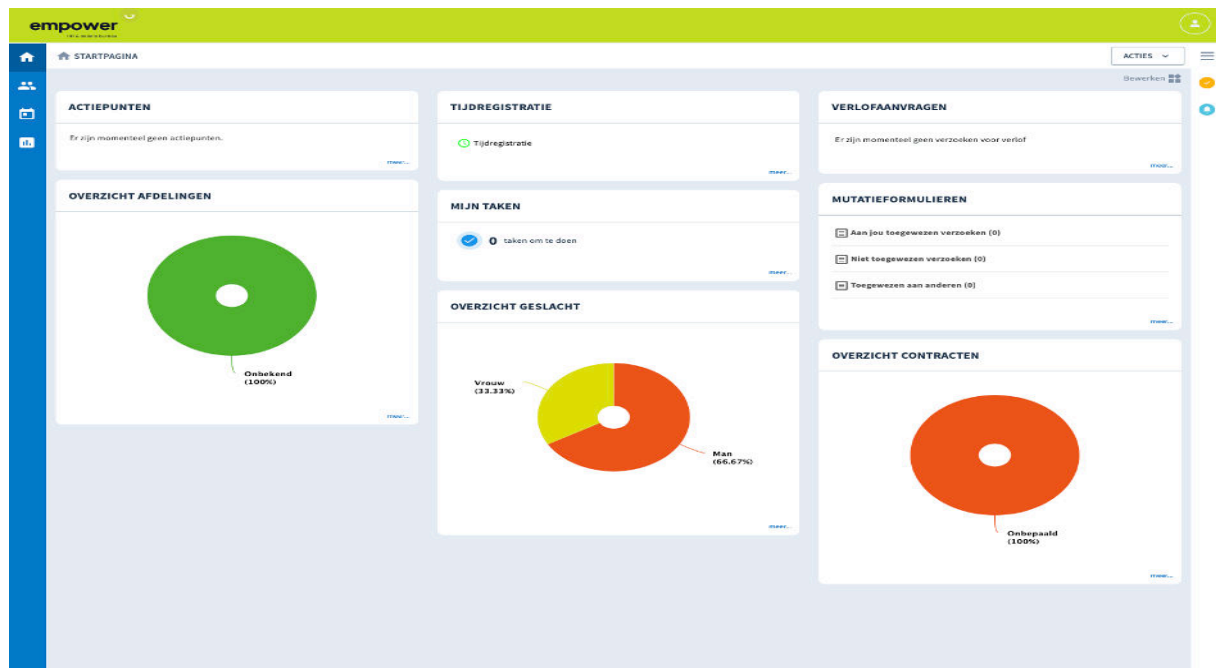 empower
STARTPAGINA
ACTIES
Bewerken
ACTIEPUNTEN
Er zijn momenteel geen actiepunten.
meer...
OVERZICHT AFDELINGEN
Onbekend
(100%)
meer...
TIJDREGISTRATIE
Tijdregistratie
meer...
MIJN TAKEN
0 taken om te doen
meer...
OVERZICHT GESLACHT
Vrouw
(33.33%)
Man
(66.67%)
meer...
VERLOFAANVRAGEN
Er zijn momenteel geen verzoeken voor verlof
meer...
MUTATIEFORMULIEREN
Aan jou toegewezen verzoeken (0)
Niet toegewezen verzoeken (0)
Toegewezen aan anderen (0)
meer...
OVERZICHT CONTRACTEN
Onbepaald
(100%)
meer...